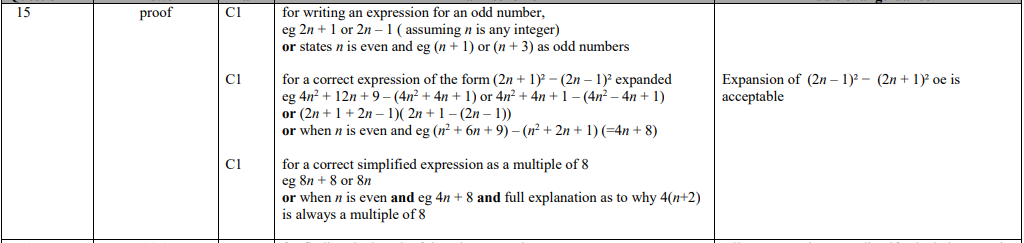 15 proof C1 for writing an expression for an odd number,
eg 2n + 1 or 2n – 1 ( assuming n is any integer)
or states n is even and eg (n + 1) or (n + 3) as odd numbers
C1 for a correct expression of the form (2n + 1)² – (2n – 1)² expanded Expansion of (2n – 1)² – (2n + 1)² oe is
eg 4n² + 12n + 9 – (4n² + 4n + 1) or 4n² + 4n + 1 – (4n² – 4n + 1) acceptable
or (2n + 1 + 2n – 1)( 2n + 1 – (2n – 1))
or when n is even and eg (n² + 6n + 9) – (n² + 2n + 1) (=4n + 8)
C1 for a correct simplified expression as a multiple of 8
eg 8n + 8 or 8n
or when n is even and eg 4n + 8 and full explanation as to why 4(n+2)
is always a multiple of 8